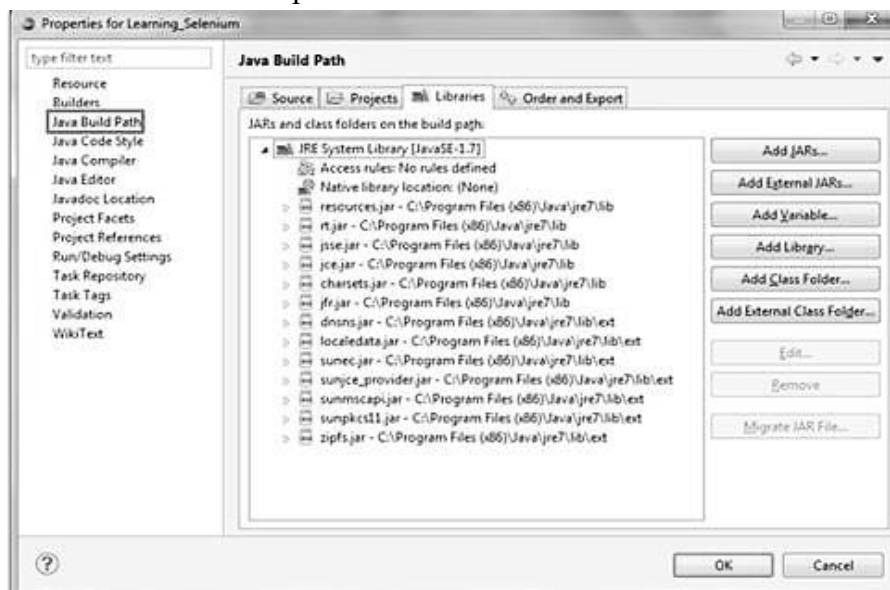 Properties for Learning_Selenium
type filter text
Resource
Builders
Java Build Path
Java Code Style
Java Compiler
Java Editor
Javadoc Location
Project Facets
Project References
Run/Debug Settings
Task Repository
Task Tags
Validation
WikiText
Java Build Path
Source
Projects
Libraries
Order and Export
JARs and class folders on the build path:
JRE System Library [JavaSE-1.7]
Access rules: No rules defined
Native library location: (None)
resources.jar - C:\Program Files (x86)\Java\jre7\lib
rt.jar - C:\Program Files (x86)\Java\jre7\lib
jsse.jar - C:\Program Files (x86)\Java\jre7\lib
jce.jar - C:\Program Files (x86)\Java\jre7\lib
charsets.jar - C:\Program Files (x86)\Java\jre7\lib
jfr.jar - C:\Program Files (x86)\Java\jre7\lib
dnsns.jar - C:\Program Files (x86)\Java\jre7\lib\ext
localedata.jar - C:\Program Files (x86)\Java\jre7\lib\ext
sunec.jar - C:\Program Files (x86)\Java\jre7\lib\ext
sunjce_provider.jar - C:\Program Files (x86)\Java\jre7\lib\ext
sunmscapi.jar - C:\Program Files (x86)\Java\jre7\lib\ext
sunpkcs11.jar - C:\Program Files (x86)\Java\jre7\lib\ext
zipfs.jar - C:\Program Files (x86)\Java\jre7\lib\ext
Add JARs...
Add External JARs...
Add Variable...
Add Library...
Add Class Folder...
Add External Class Folder...
Edit...
Remove
Migrate JAR File...
OK
Cancel